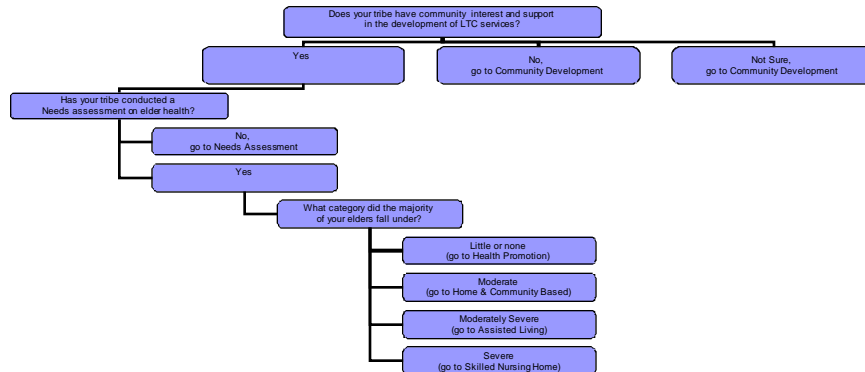 Does your tribe have community interest and support
in the development of LTC services?
Yes
No,
go to Community Development
Not Sure,
go to Community Development
Has your tribe conducted a
Needs assessment on elder health?
No,
go to Needs Assessment
Yes
What category did the majority
of your elders fall under?
Little or none
(go to Health Promotion)
Moderate
(go to Home & Community Based)
Moderately Severe
(go to Assisted Living)
Severe
(go to Skilled Nursing Home)